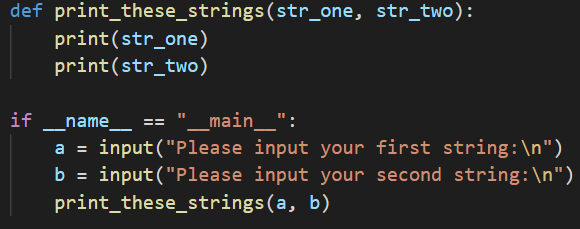 def print_these_strings(str_one, str_two):
    print(str_one)
    print(str_two)

if __name__ == "__main__":
    a = input("Please input your first string:\n")
    b = input("Please input your second string:\n")
    print_these_strings(a, b)